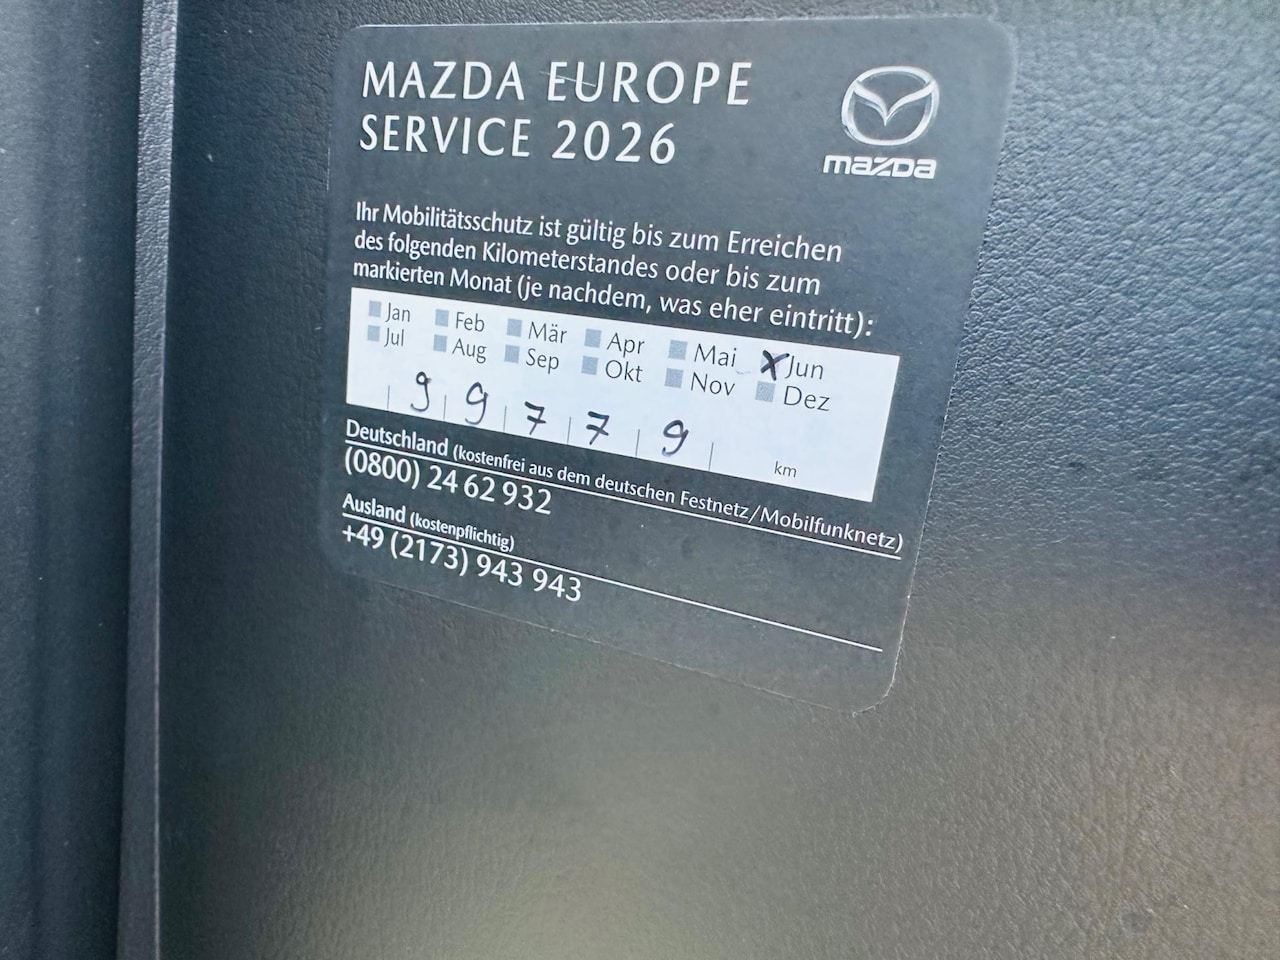 MAZDA EUROPE
SERVICE 2026
mazda
Ihr Mobilitätsschutz ist gültig bis zum Erreichen
des folgenden Kilometerstandes oder bis zum
markierten Monat (je nachdem, was eher eintritt):
Jan Feb Mär Apr Mai X Jun
Jul Aug Sep Okt Nov Dez
9 9 7 7 9 km
Deutschland (kostenfrei aus dem deutschen Festnetz/Mobilfunknetz)
(0800) 24 62 932
Ausland (kostenpflichtig)
+49 (2173) 943 943